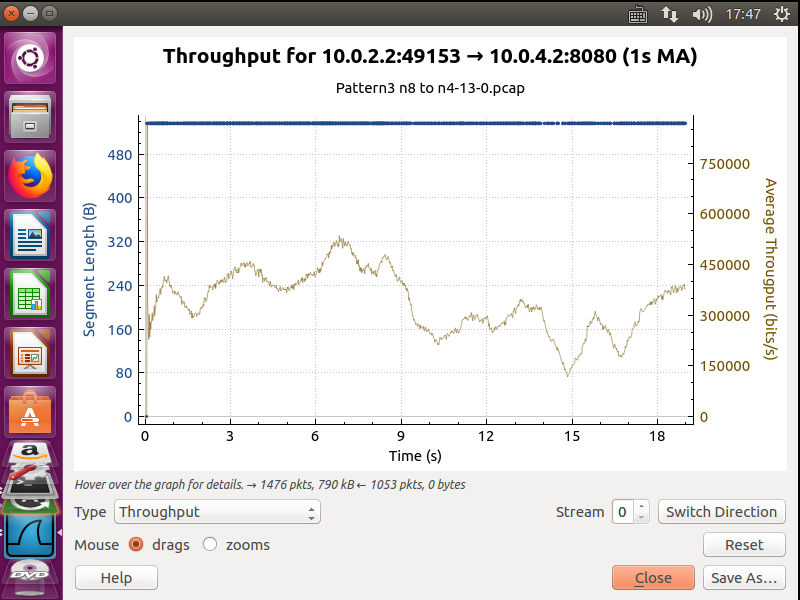 17:47
Throughput for 10.0.2.2:49153 → 10.0.4.2:8080 (1s MA)
Pattern3 n8 to n4-13-0.pcap
Segment Length (B)
480
400
320
240
160
80
0
750000
600000
450000
300000
150000
0
Average Througput (bits/s)
0 3 6 9 12 15 18
Time (s)
Hover over the graph for details. → 1476 pkts, 790 kB ← 1053 pkts, 0 bytes
Type Throughput Stream 0 Switch Direction
Mouse drags zooms Reset
Help Close Save As…